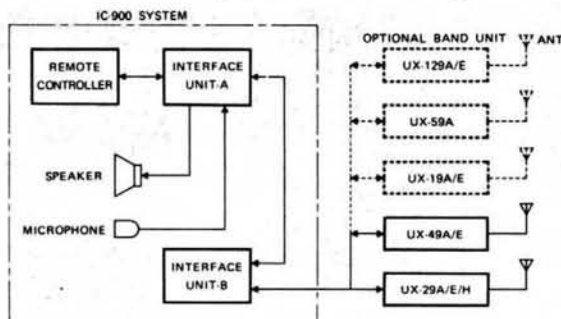 IC-900 SYSTEM
REMOTE
CONTROLLER
INTERFACE
UNIT-A
SPEAKER
MICROPHONE
INTERFACE
UNIT-B
OPTIONAL BAND UNIT
ANT
UX-129A/E
UX-59A
UX-19A/E
UX-49A/E
UX-29A/E/H